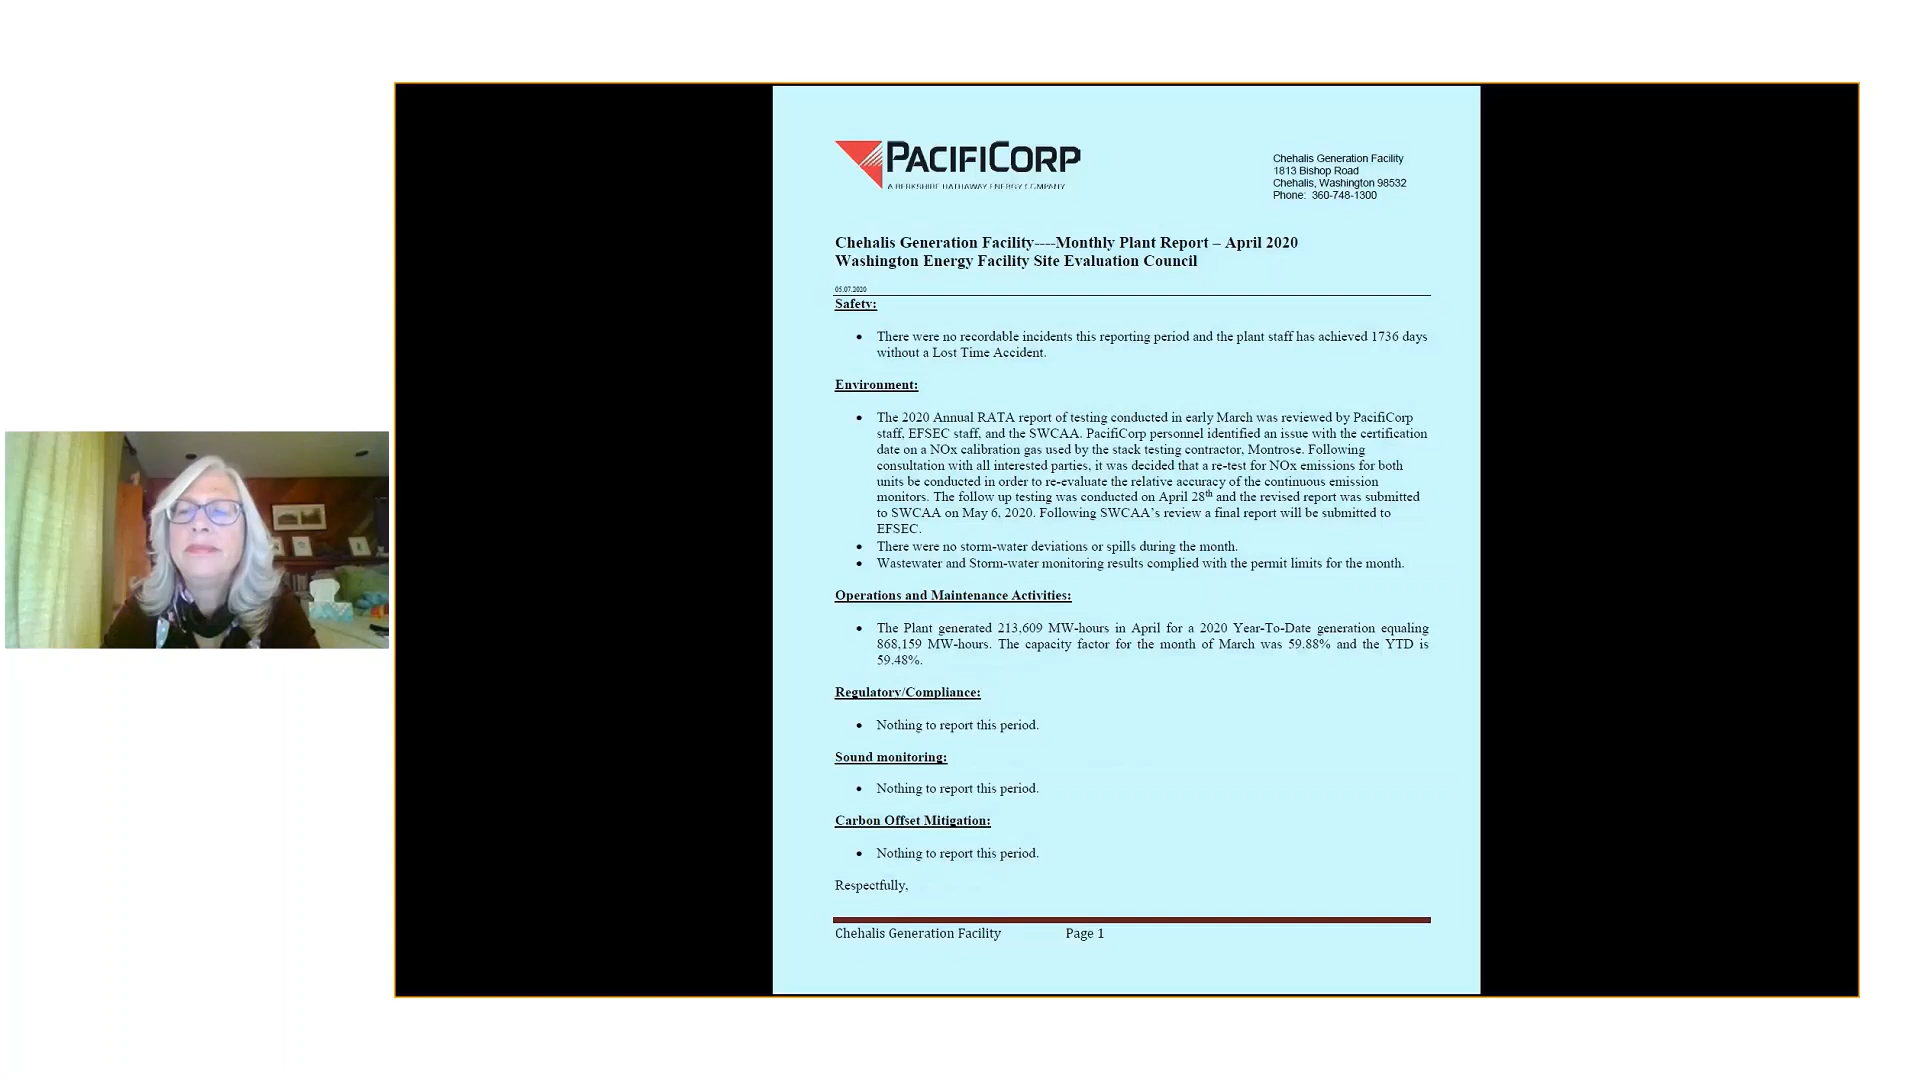 PACIFICORP
A BERKSHIRE HATHAWAY ENERGY COMPANY
Chehalis Generation Facility
1813 Bishop Road
Chehalis, Washington 98532
Phone: 360-748-1300
Chehalis Generation Facility----Monthly Plant Report – April 2020
Washington Energy Facility Site Evaluation Council
05.07.2020
Safety:
• There were no recordable incidents this reporting period and the plant staff has achieved 1736 days
without a Lost Time Accident.
Environment:
• The 2020 Annual RATA report of testing conducted in early March was reviewed by PacifiCorp
staff, EFSEC staff, and the SWCAA. PacifiCorp personnel identified an issue with the certification
date on a NOx calibration gas used by the stack testing contractor, Montrose. Following
consultation with all interested parties, it was decided that a re-test for NOx emissions for both
units be conducted in order to re-evaluate the relative accuracy of the continuous emission
monitors. The follow up testing was conducted on April 28th and the revised report was submitted
to SWCAA on May 6, 2020. Following SWCAA's review a final report will be submitted to
EFSEC.
• There were no storm-water deviations or spills during the month.
• Wastewater and Storm-water monitoring results complied with the permit limits for the month.
Operations and Maintenance Activities:
• The Plant generated 213,609 MW-hours in April for a 2020 Year-To-Date generation equaling
868,159 MW-hours. The capacity factor for the month of March was 59.88% and the YTD is
59.48%.
Regulatory/Compliance:
• Nothing to report this period.
Sound monitoring:
• Nothing to report this period.
Carbon Offset Mitigation:
• Nothing to report this period.
Respectfully,
Chehalis Generation Facility Page 1